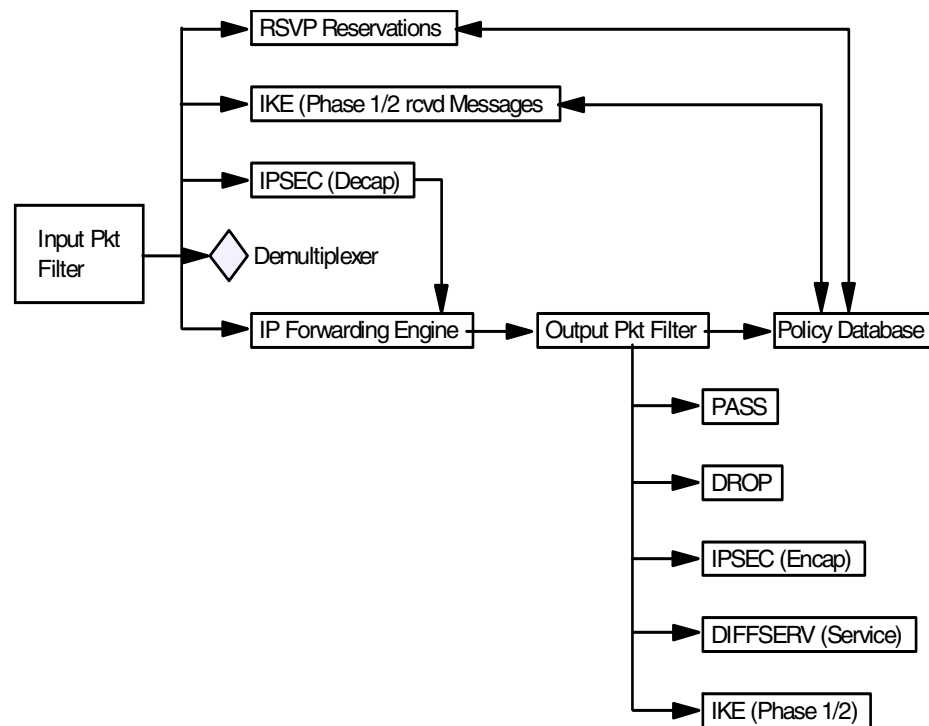 RSVP Reservations
IKE (Phase 1/2 rcvd Messages
IPSEC (Decap)
Input Pkt
Filter
Demultiplexer
IP Forwarding Engine
Output Pkt Filter
Policy Database
PASS
DROP
IPSEC (Encap)
DIFFSERV (Service)
IKE (Phase 1/2)